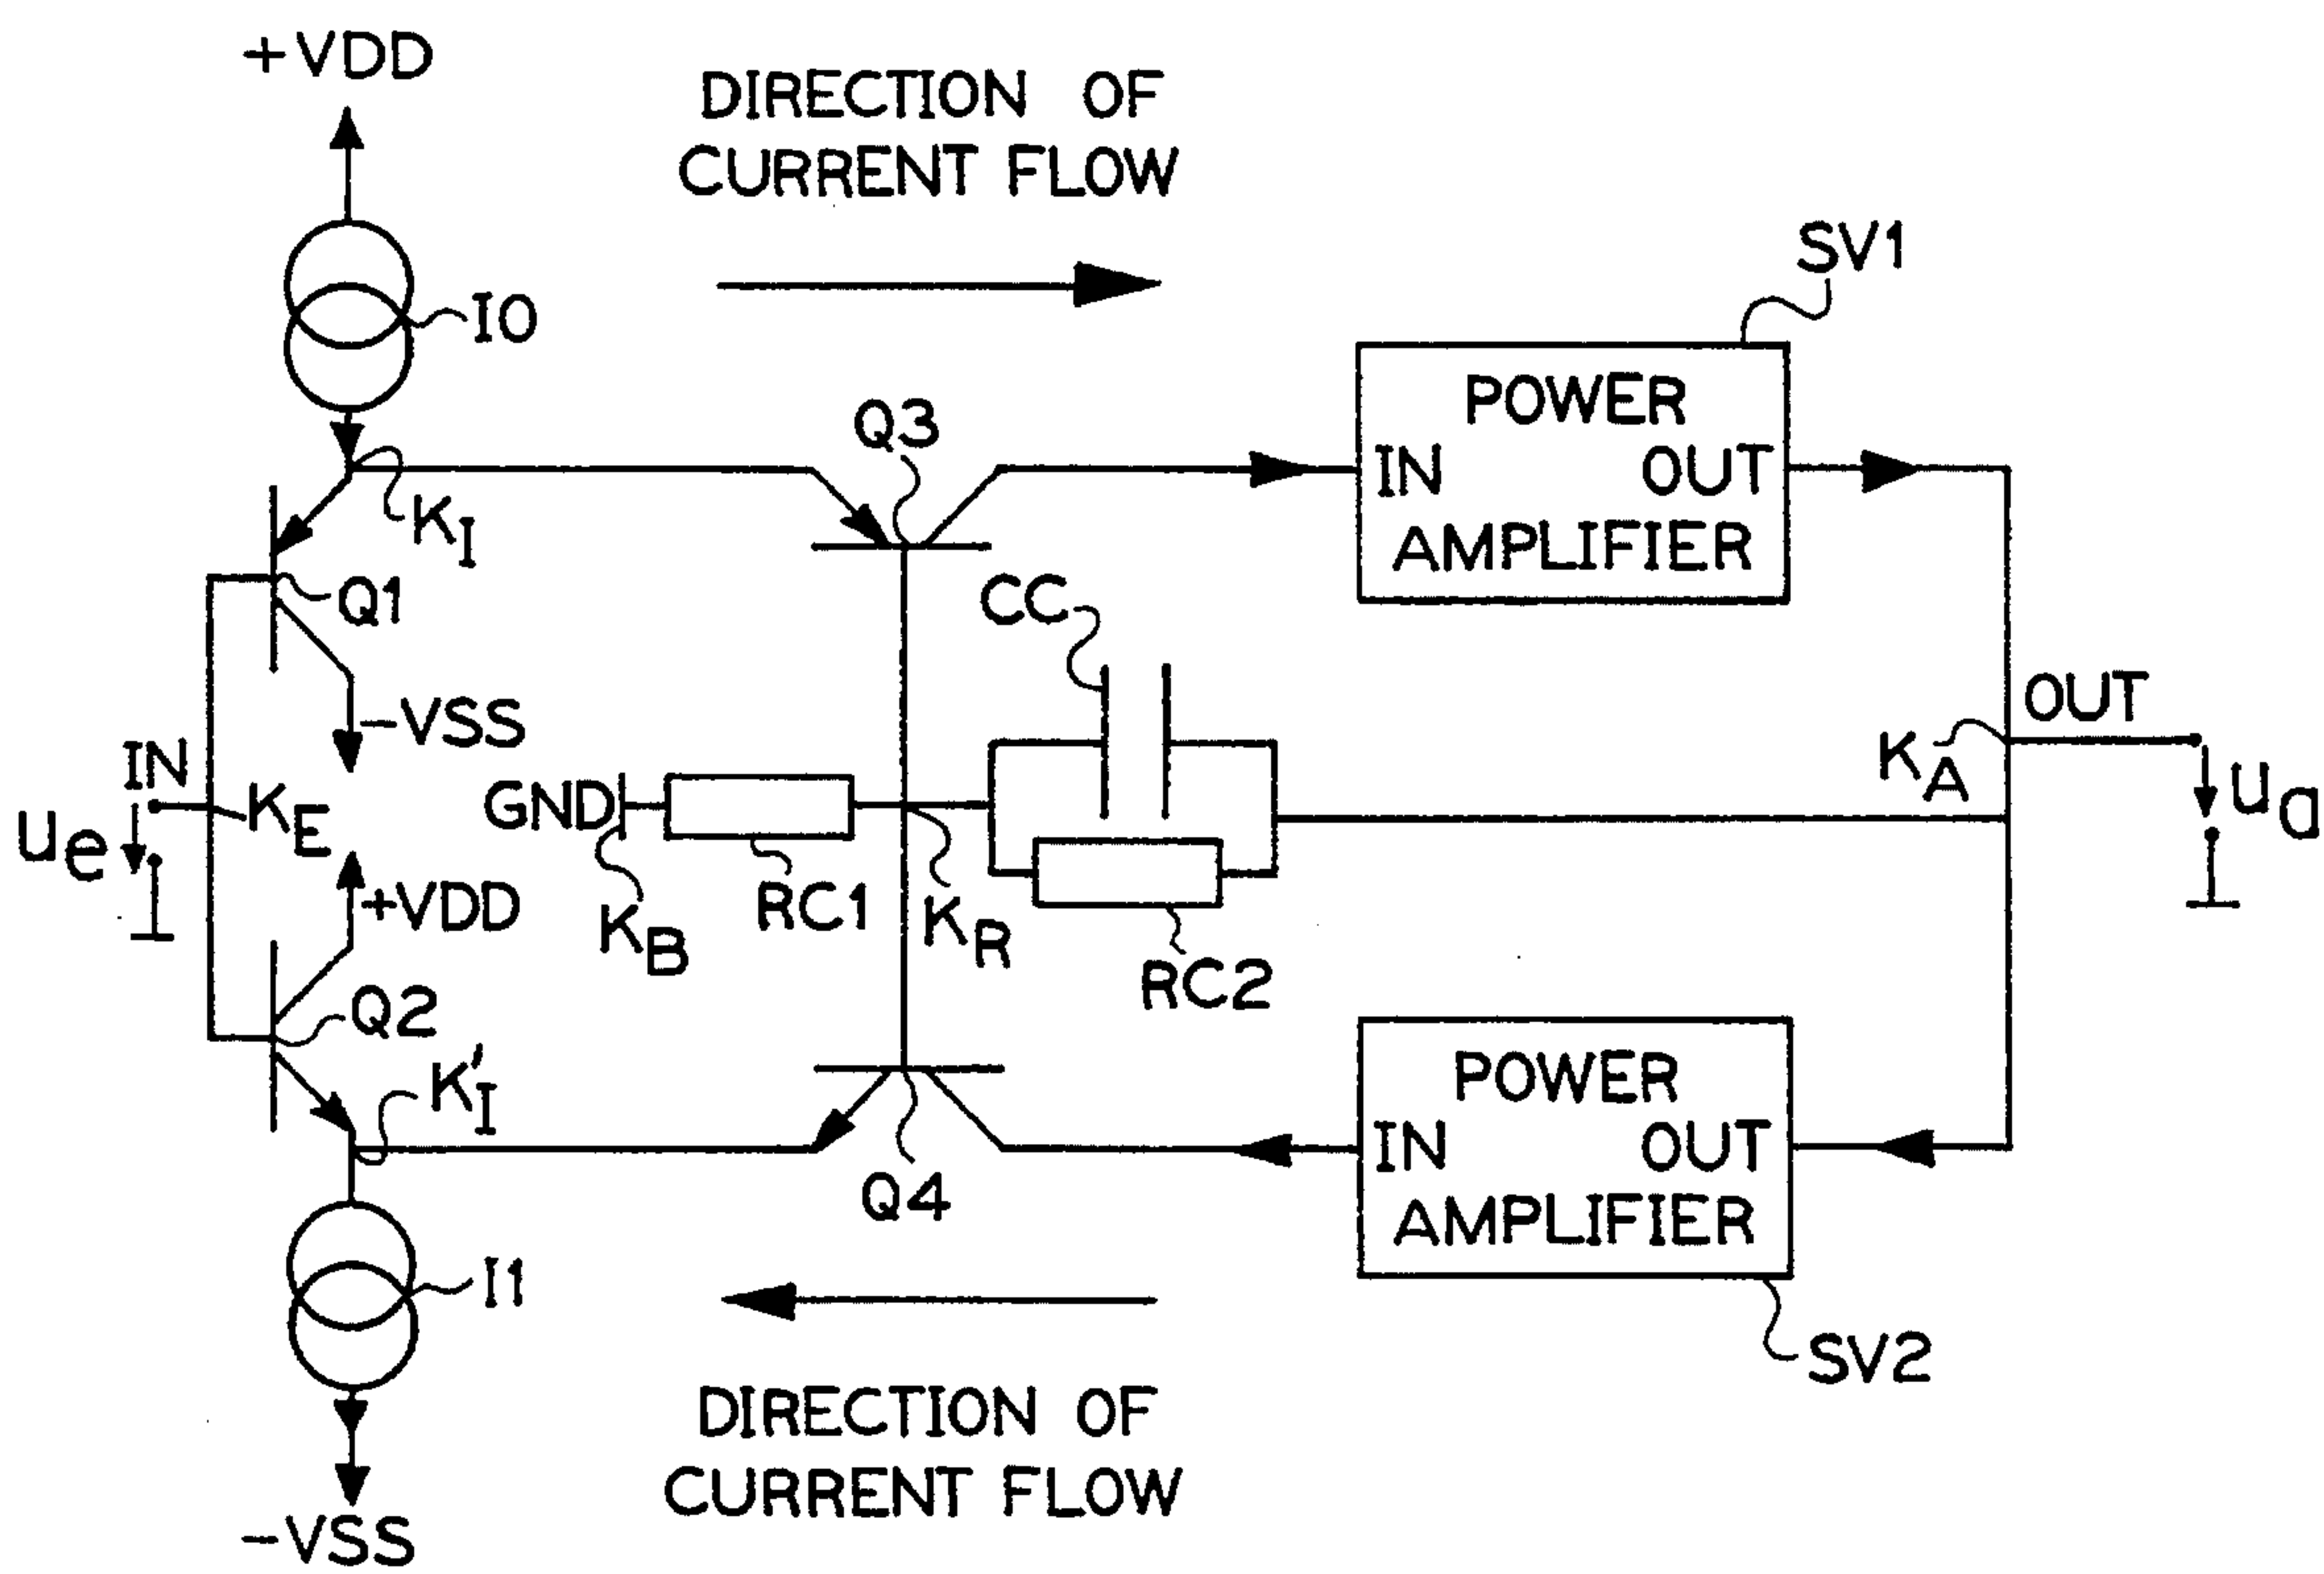 +VDD
DIRECTION OF
CURRENT FLOW
SV1
I0
POWER
IN OUT
AMPLIFIER
Q3
KI
Q1
CC
-VSS
OUT
KA
IN
KE
GND
ue
ua
RC1
KB
KR
+VDD
RC2
Q2
K'I
POWER
IN OUT
AMPLIFIER
Q4
I1
SV2
DIRECTION OF
CURRENT FLOW
-VSS